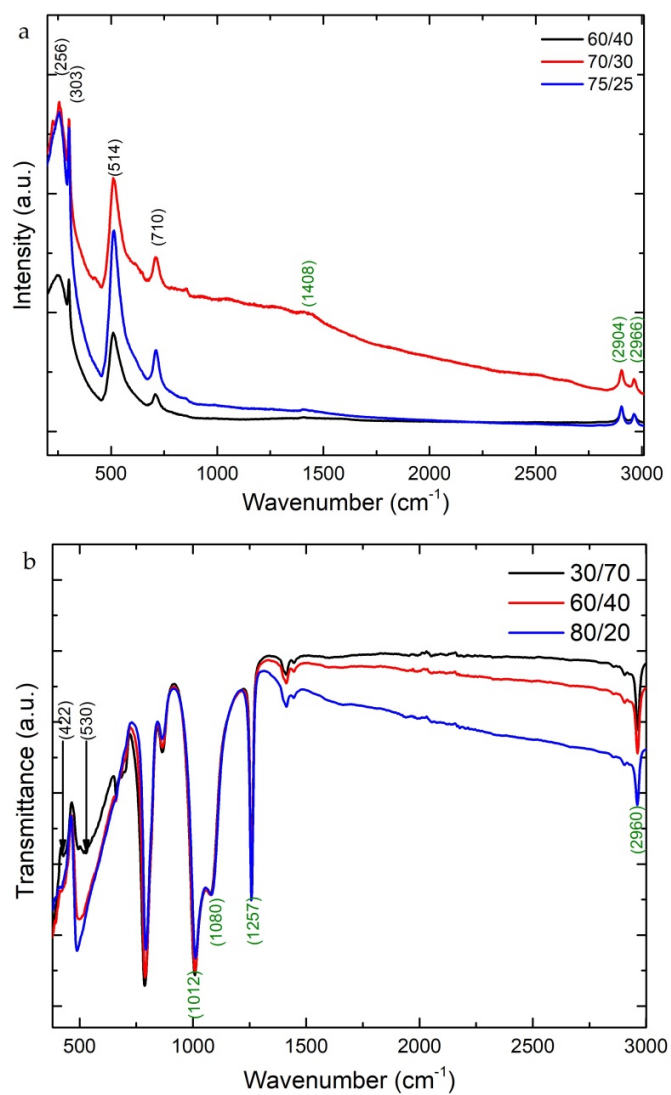 a
(256)
(303)
(514)
(710)
(1408)
(2904)
(2966)
60/40
70/30
75/25
Intensity (a.u.)
500 1000 1500 2000 2500 3000
Wavenumber (cm⁻¹)
b
30/70
60/40
80/20
(422)
(530)
(1012)
(1080)
(1257)
(2960)
Transmittance (a.u.)
500 1000 1500 2000 2500 3000
Wavenumber (cm⁻¹)